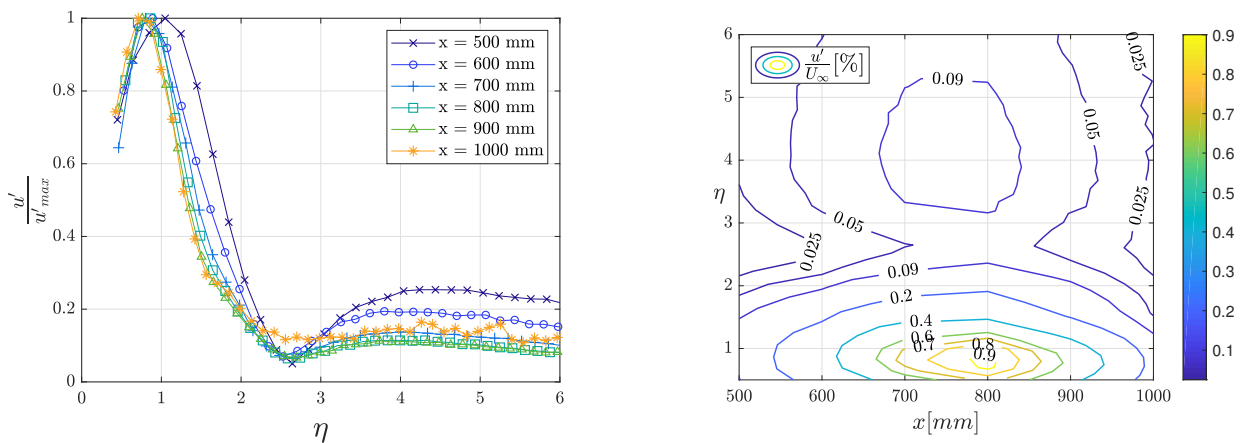 1
0.8
0.6
0.4
0.2
0
0 1 2 3 4 5 6
u′
u′max
η
x = 500 mm
x = 600 mm
x = 700 mm
x = 800 mm
x = 900 mm
x = 1000 mm
6
5
4
3
2
1
η
500 600 700 800 900 1000
x[mm]
u′
U∞ [%]
0.025
0.09
0.05
0.025
0.05
0.025
0.09
0.2
0.4
0.6
0.7
0.8
0.9
0.9
0.8
0.7
0.6
0.5
0.4
0.3
0.2
0.1